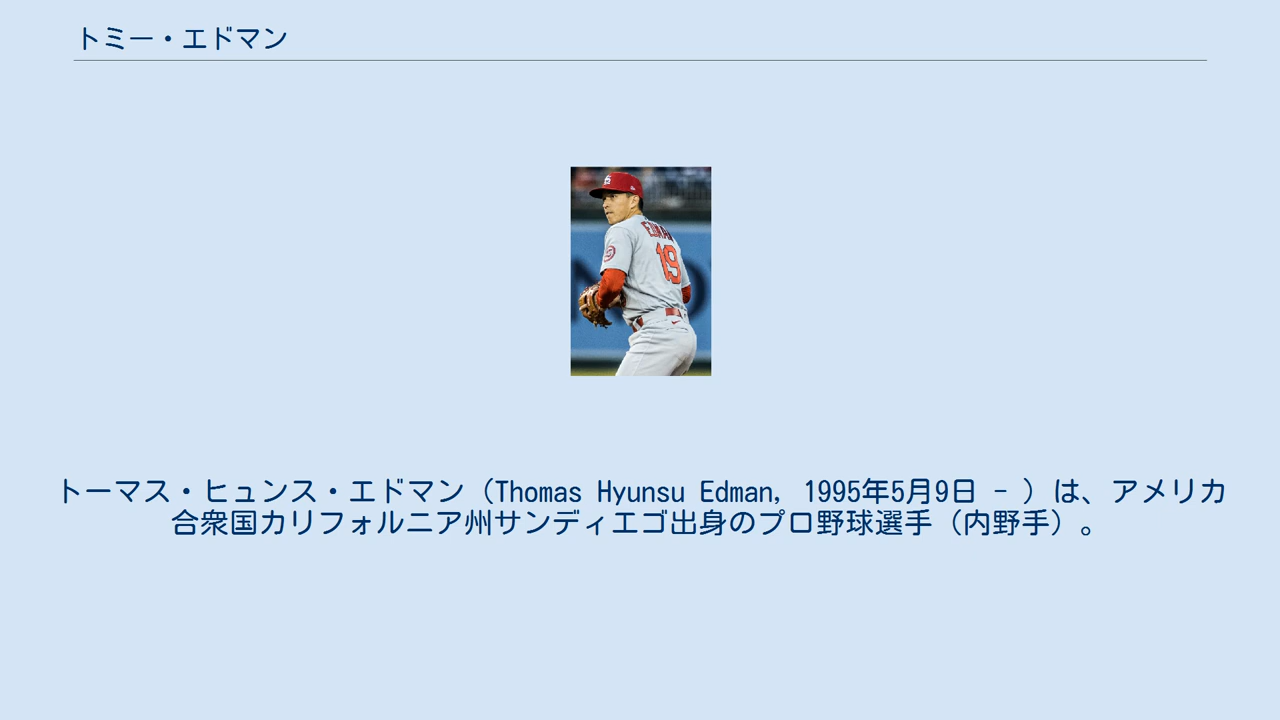 トミー・エドマン
EDMAN
19
トーマス・ヒュンス・エドマン（Thomas Hyunsu Edman, 1995年5月9日 - ）は、アメリカ
合衆国カリフォルニア州サンディエゴ出身のプロ野球選手（内野手）。